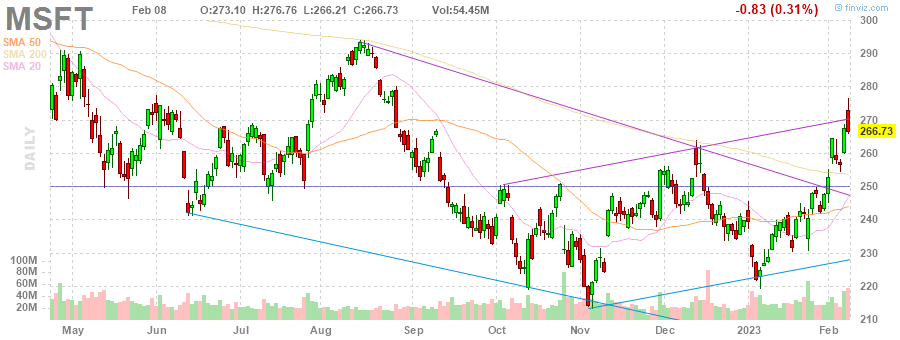 MSFT Feb 08 O:273.10 H:276.76 L:266.21 C:266.73 Vol:54.45M -0.83 (0.31%) © finviz.com
SMA 50
SMA 200
SMA 20
DAILY
300
290
280
270
266.73
260
250
240
230
220
210
100M
80M
60M
40M
20M
May Jun Jul Aug Sep Oct Nov Dec 2023 Feb